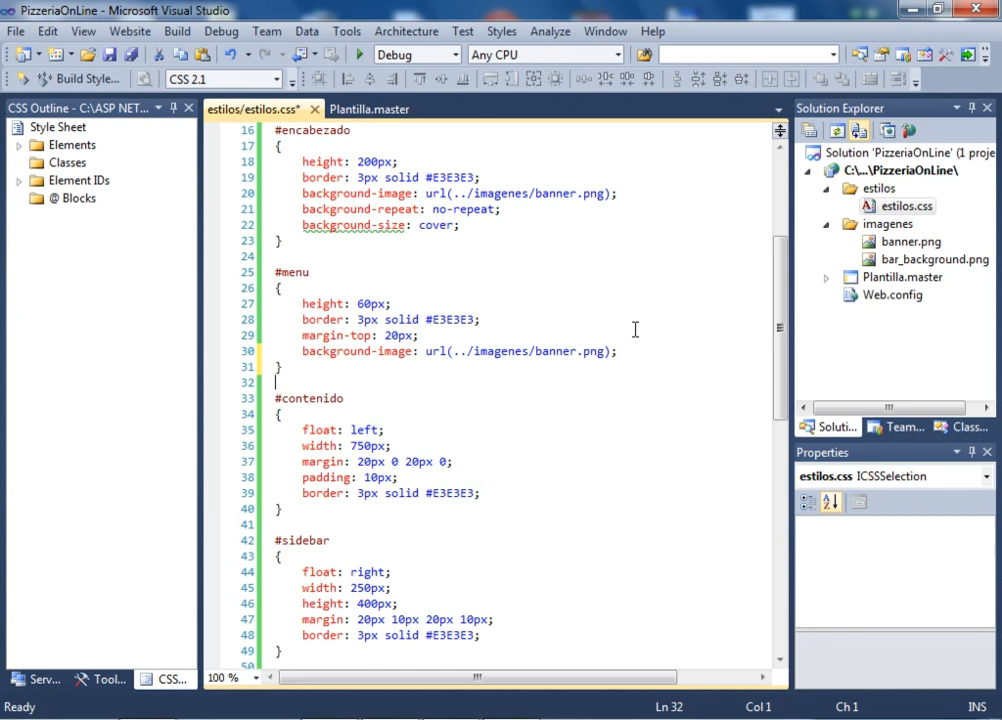 PizzeriaOnLine - Microsoft Visual Studio
File Edit View Website Build Debug Team Data Tools Architecture Test Styles Analyze Window Help
Debug Any CPU
Build Style... CSS 2.1
CSS Outline - C:\ASP NET...
Style Sheet
Elements
Classes
Element IDs
@ Blocks
Serv... Tool... CSS...
estilos/estilos.css* Plantilla.master
16 #encabezado
17 {
18 height: 200px;
19 border: 3px solid #E3E3E3;
20 background-image: url(../imagenes/banner.png);
21 background-repeat: no-repeat;
22 background-size: cover;
23 }
24
25 #menu
26 {
27 height: 60px;
28 border: 3px solid #E3E3E3;
29 margin-top: 20px;
30 background-image: url(../imagenes/banner.png);
31 }
32
33 #contenido
34 {
35 float: left;
36 width: 750px;
37 margin: 20px 0 20px 0;
38 padding: 10px;
39 border: 3px solid #E3E3E3;
40 }
41
42 #sidebar
43 {
44 float: right;
45 width: 250px;
46 height: 400px;
47 margin: 20px 10px 20px 10px;
48 border: 3px solid #E3E3E3;
49 }
50
100 %
Solution Explorer
Solution 'PizzeriaOnLine' (1 proje
C:\...\PizzeriaOnLine\
estilos
estilos.css
imagenes
banner.png
bar_background.png
Plantilla.master
Web.config
Soluti... Team... Class...
Properties
estilos.css ICSSSelection
Ready Ln 32 Col 1 Ch 1 INS